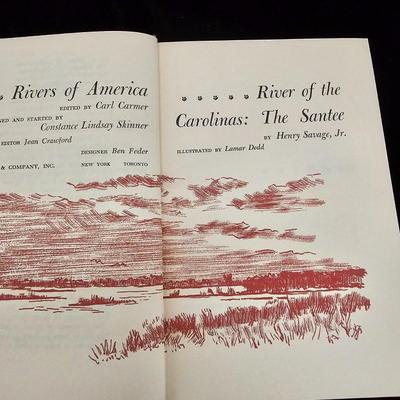 Rivers of America
EDITED BY Carl Carmer
AND STARTED BY
Constance Lindsay Skinner
EDITOR Jean Crawford
DESIGNER Ben Feder
& COMPANY, INC.
NEW YORK TORONTO
River of the
Carolinas: The Santee
BY Henry Savage, Jr.
ILLUSTRATED BY Lamar Dodd